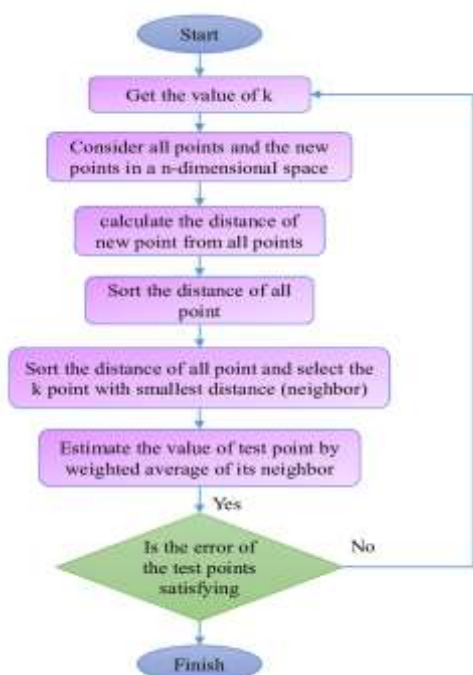 Start
Get the value of k
Consider all points and the new
points in a n-dimensional space
calculate the distance of
new point from all points
Sort the distance of all
point
Sort the distance of all point and select the
k point with smallest distance (neighbor)
Estimate the value of test point by
weighted average of its neighbor
Yes
Is the error of
the test points
satisfying
No
Finish